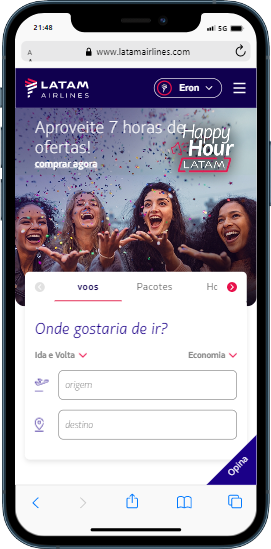 21:48
5G
A
www.latamairlines.com
LATAM
AIRLINES
Eron
Aproveite 7 horas de
ofertas!
comprar agora
Happy
Hour
LATAM
voos
Pacotes
Ho
Onde gostaria de ir?
Ida e Volta
Economia
origem
destino
Opina